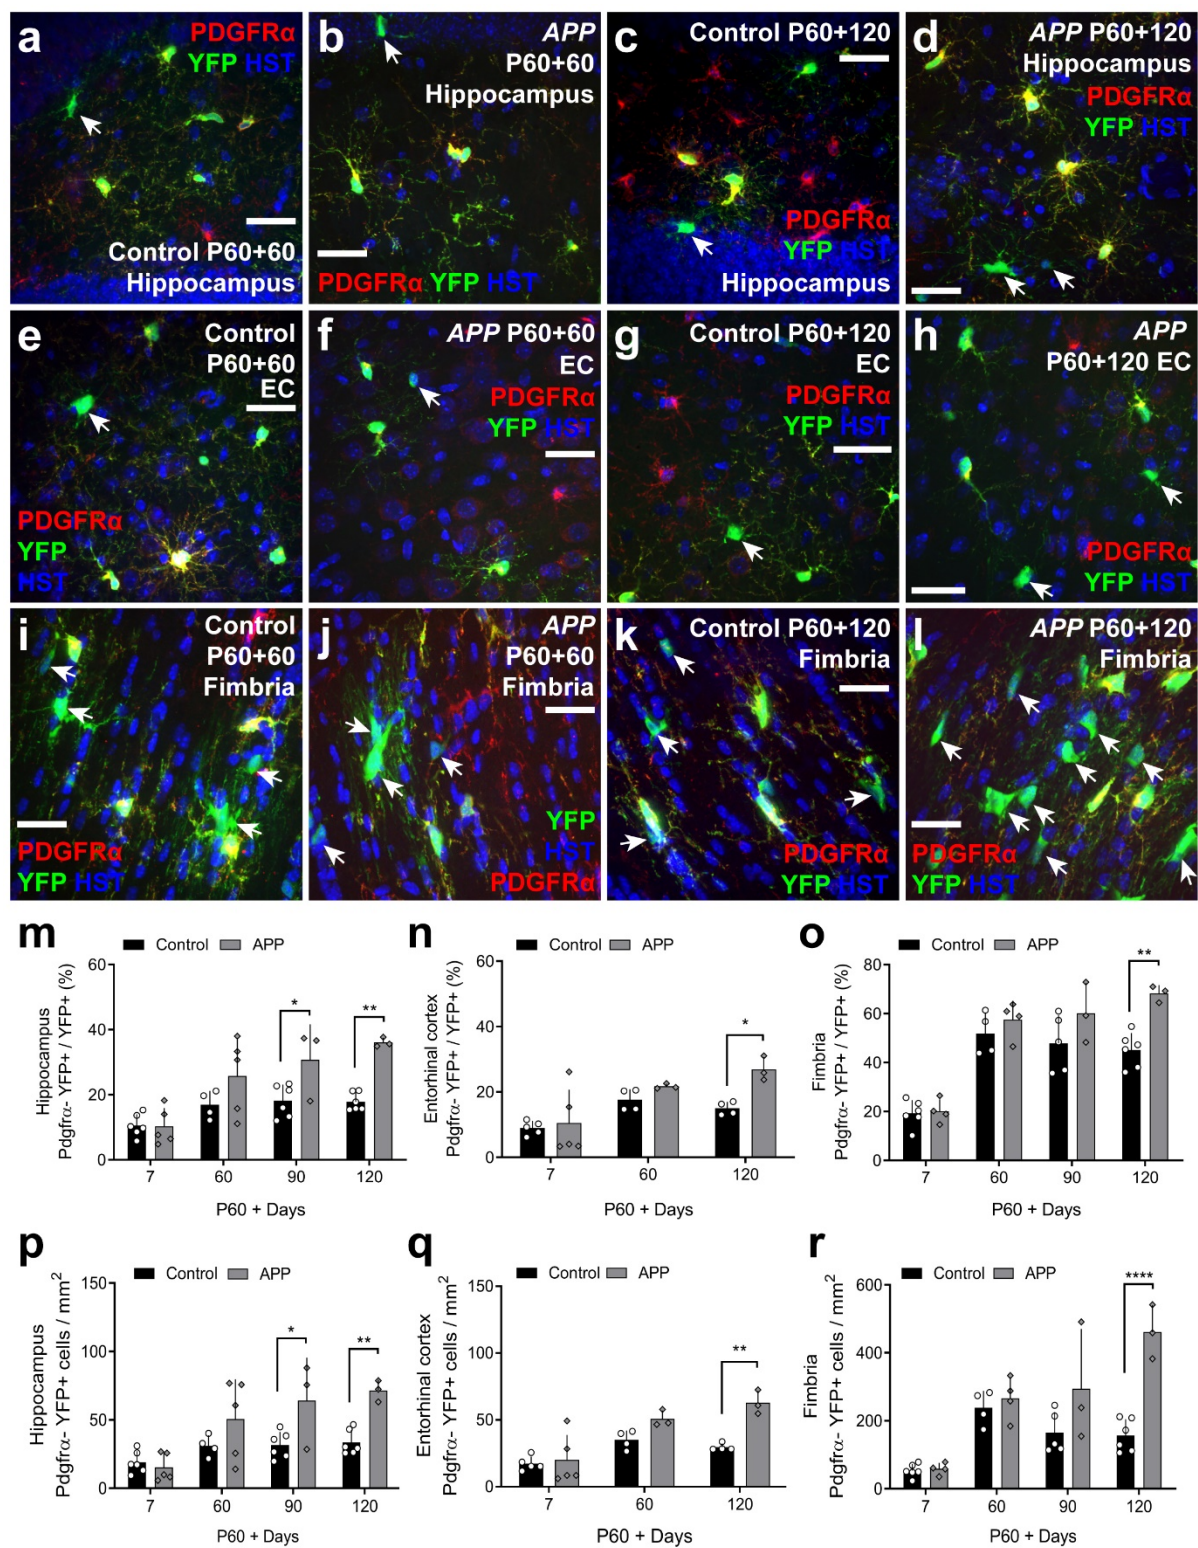 a
PDGFRα
YFP HST
Control P60+60
Hippocampus
b
APP
P60+60
Hippocampus
PDGFRα YFP HST
c
Control P60+120
PDGFRα
YFP HST
Hippocampus
d
APP P60+120
Hippocampus
PDGFRα
YFP HST
e
Control
P60+60
EC
PDGFRα
YFP
HST
f
APP P60+60
EC
PDGFRα
YFP HST
g
Control P60+120
EC
PDGFRα
YFP HST
h
APP
P60+120 EC
PDGFRα
YFP HST
i
Control
P60+60
Fimbria
PDGFRα
YFP HST
j
APP
P60+60
Fimbria
YFP
HST
PDGFRα
k
Control P60+120
Fimbria
PDGFRα
YFP HST
l
APP P60+120
Fimbria
PDGFRα
YFP HST
m
Control APP
Hippocampus
Pdgfrα- YFP+ / YFP+ (%)
60
40
20
0
* **
7 60 90 120
P60 + Days
n
Control APP
Entorhinal cortex
Pdgfrα- YFP+ / YFP+ (%)
60
40
20
0
*
7 60 120
P60 + Days
o
Control APP
Fimbria
Pdgfrα- YFP+ / YFP+ (%)
80
60
40
20
0
**
7 60 90 120
P60 + Days
p
Control APP
Hippocampus
Pdgfrα- YFP+ cells / mm2
150
100
50
0
* **
7 60 90 120
P60 + Days
q
Control APP
Entorhinal cortex
Pdgfrα- YFP+ cells / mm2
150
100
50
0
**
7 60 120
P60 + Days
r
Control APP
Fimbria
Pdgfrα- YFP+ cells / mm2
600
400
200
0
****
7 60 90 120
P60 + Days